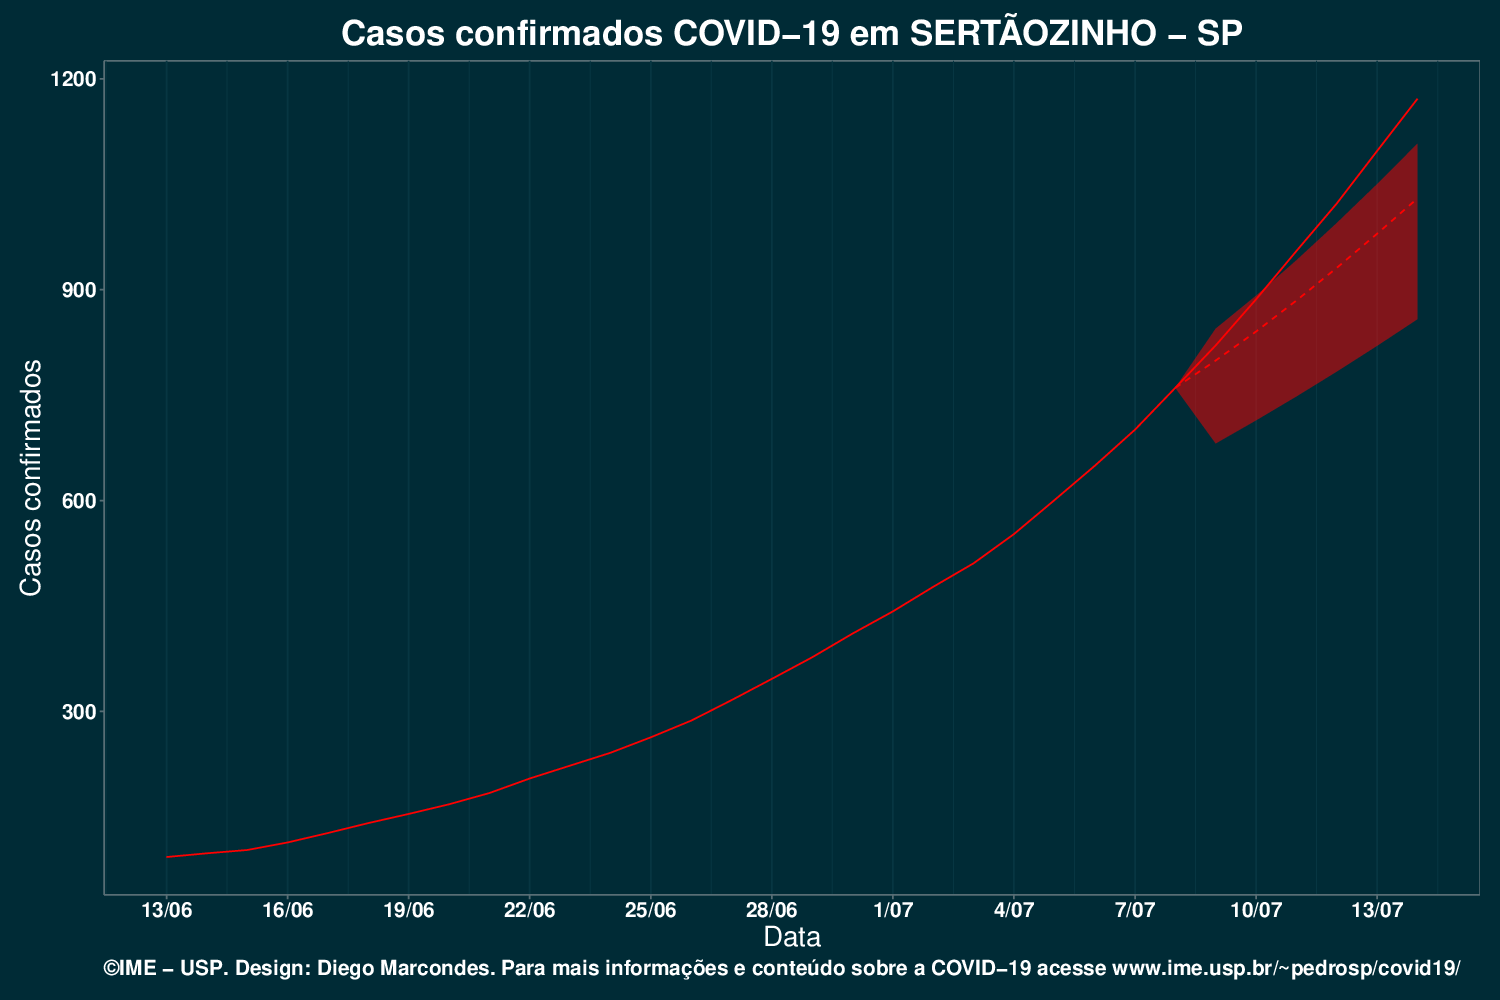 Casos confirmados COVID−19 em SERTÃOZINHO − SP
1200
900
600
300
Casos confirmados
13/06 16/06 19/06 22/06 25/06 28/06 1/07 4/07 7/07 10/07 13/07
Data
©IME − USP. Design: Diego Marcondes. Para mais informações e conteúdo sobre a COVID−19 acesse www.ime.usp.br/~pedrosp/covid19/